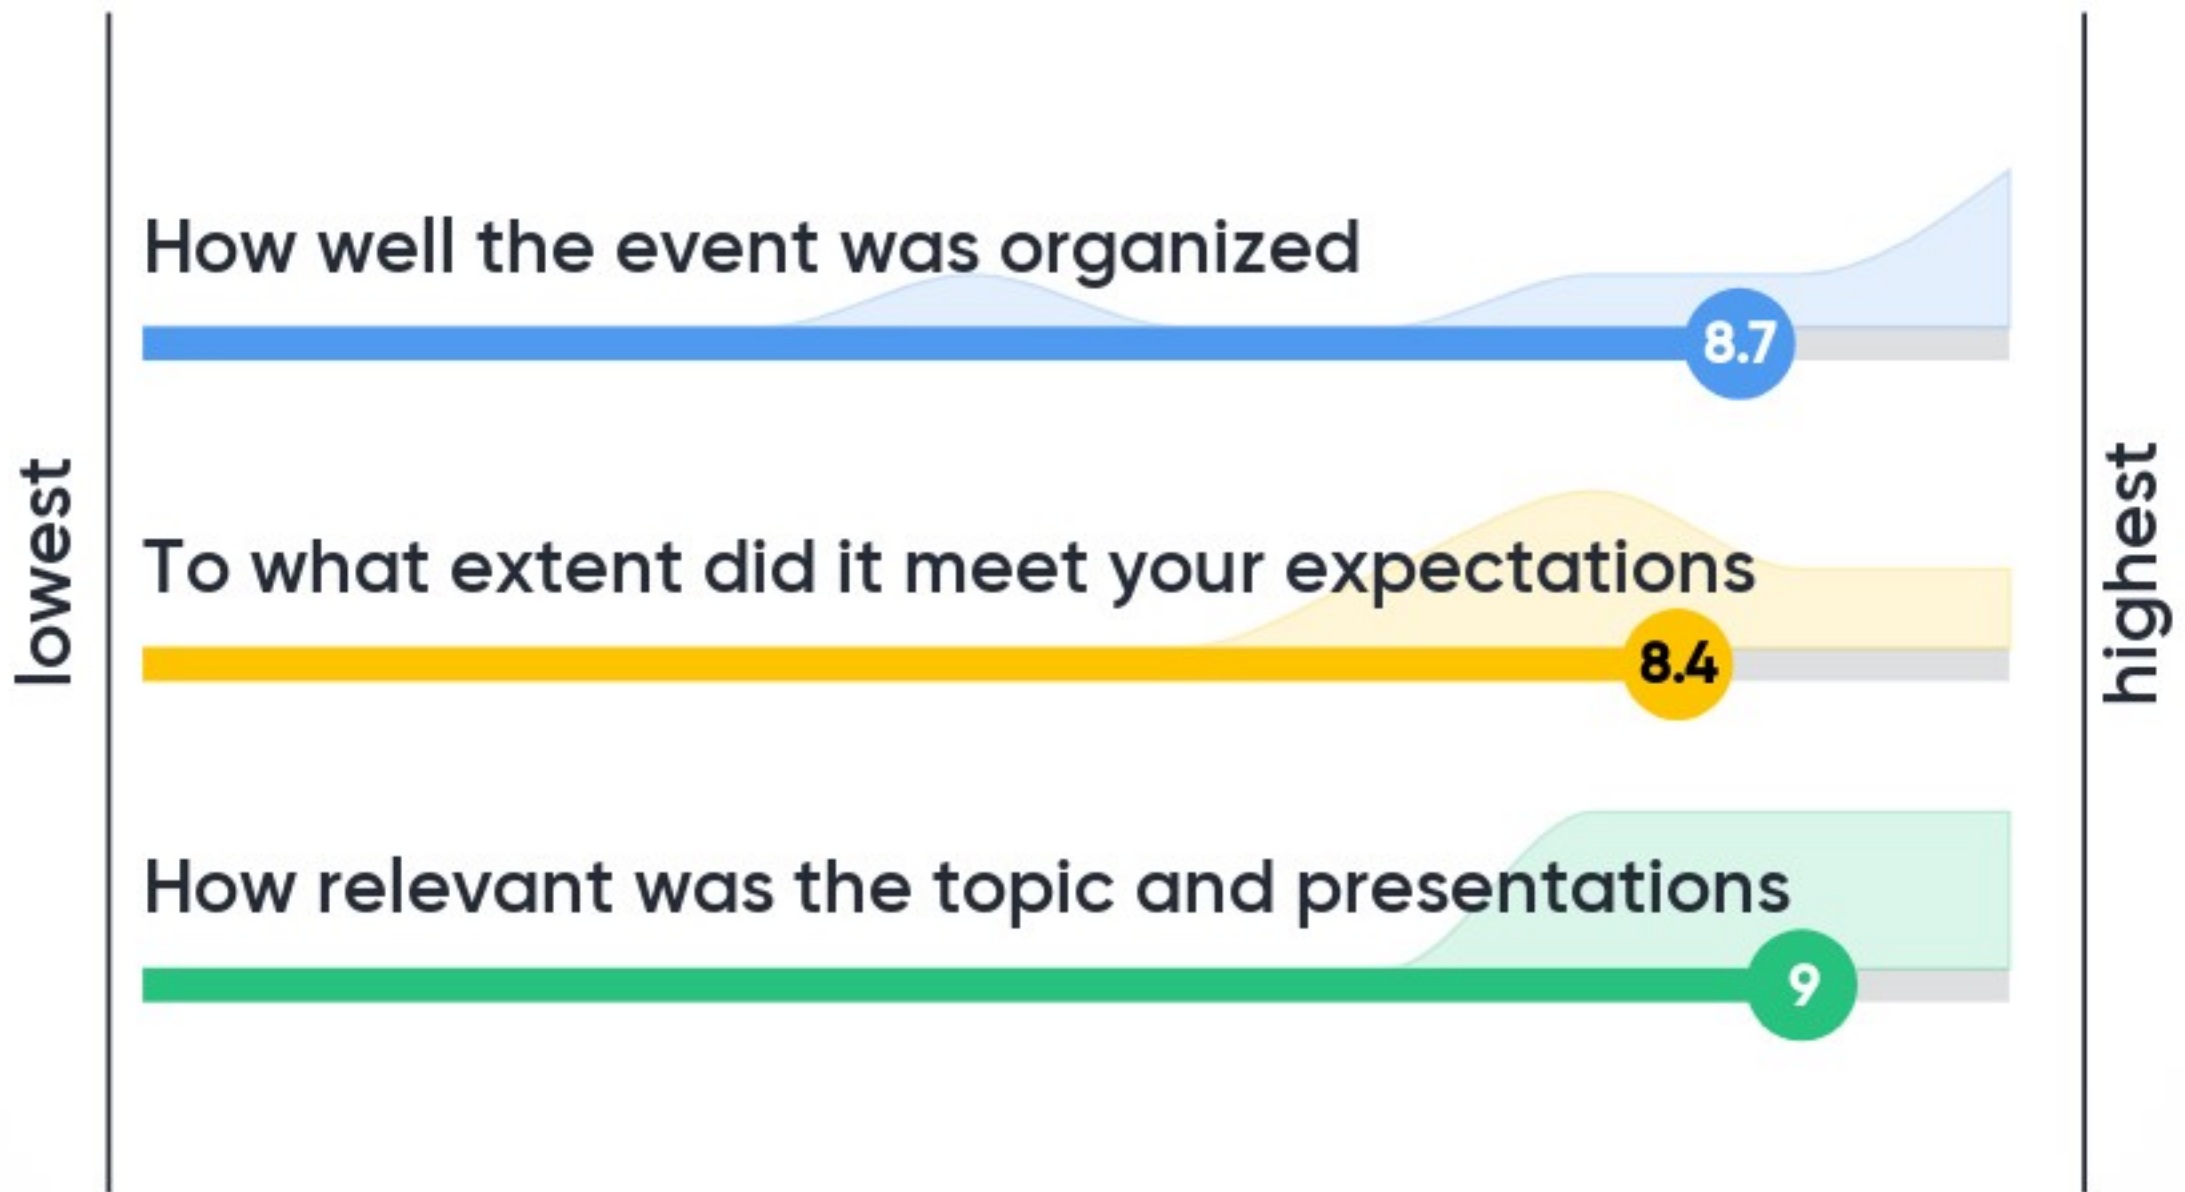 How well the event was organized
8.7
lowest
To what extent did it meet your expectations
8.4
highest
How relevant was the topic and presentations
9